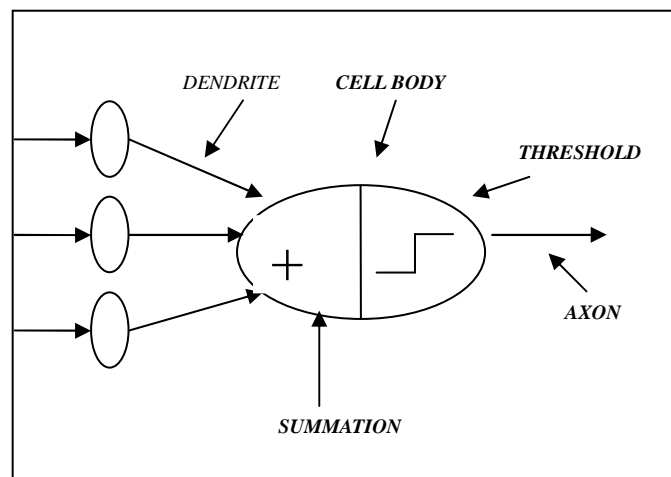 DENDRITE
CELL BODY
THRESHOLD
+
AXON
SUMMATION